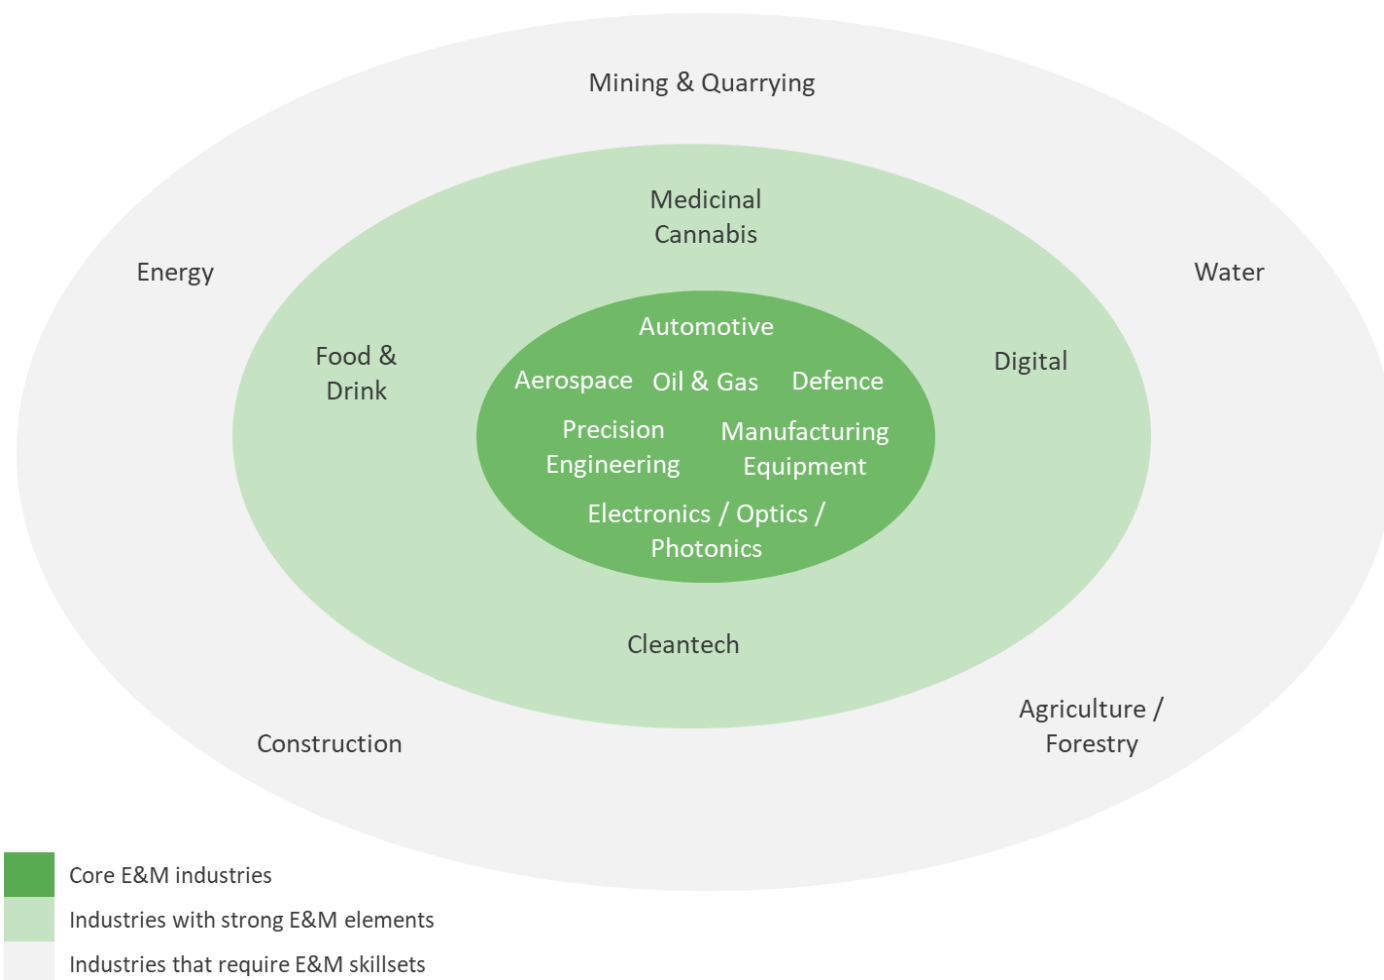 Mining & Quarrying
Medicinal
Cannabis
Energy
Water
Automotive
Food &
Drink
Digital
Aerospace
Oil & Gas
Defence
Precision
Engineering
Manufacturing
Equipment
Electronics / Optics /
Photonics
Cleantech
Agriculture /
Forestry
Construction
Core E&M industries
Industries with strong E&M elements
Industries that require E&M skillsets